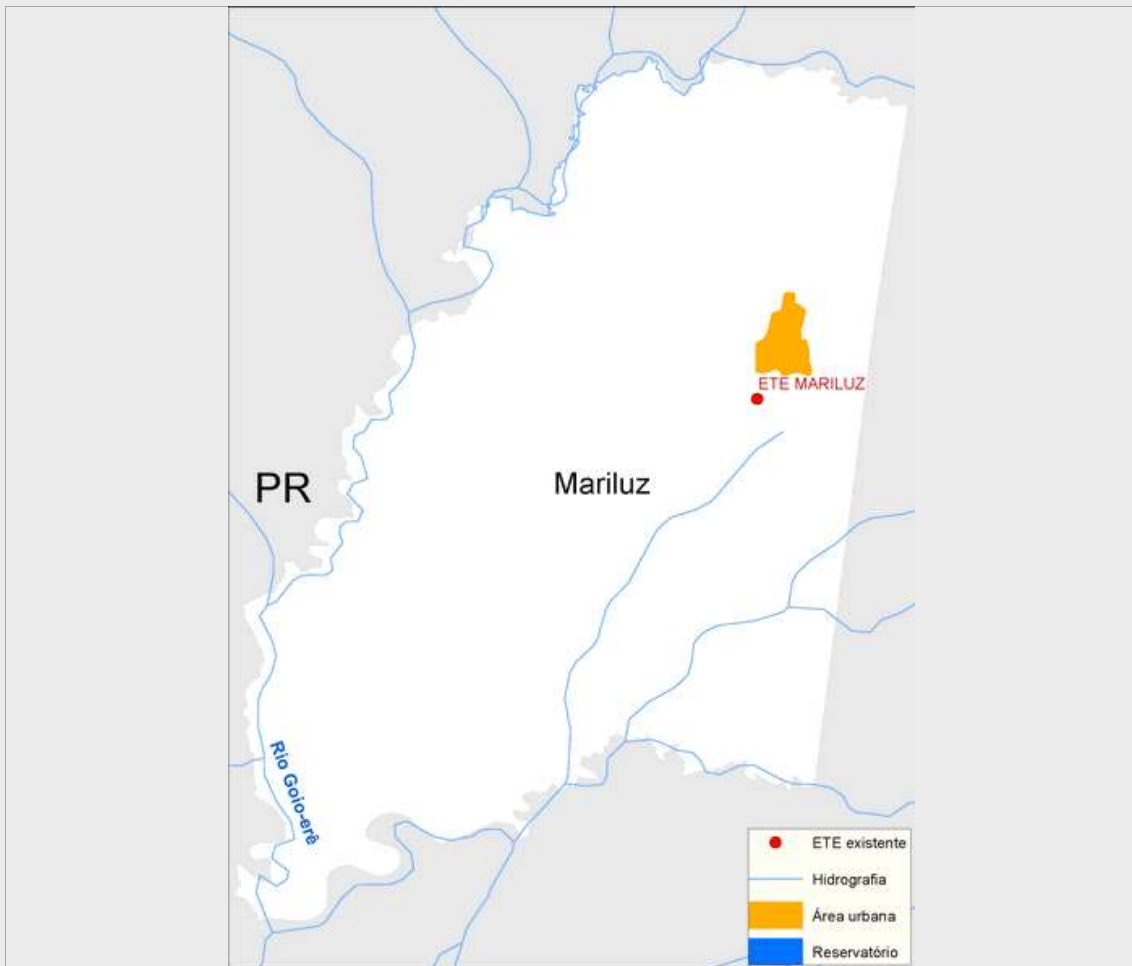 ETE MARILUZ
PR
Mariluz
Rio Goio-erê
ETE existente
Hidrografia
Área urbana
Reservatório